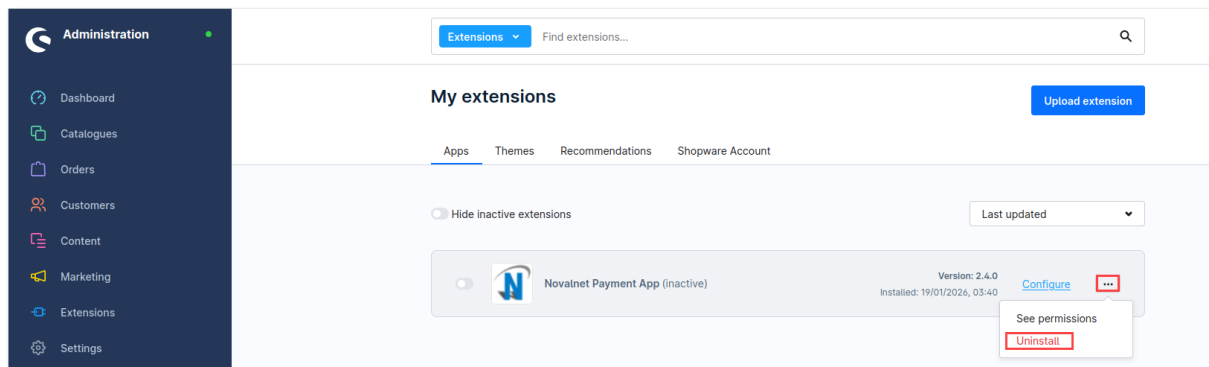 Administration
Extensions
Find extensions...
Dashboard
Catalogues
Orders
Customers
Content
Marketing
Extensions
Settings
My extensions
Upload extension
Apps Themes Recommendations Shopware Account
Hide inactive extensions
Last updated
N
Novalnet Payment App (inactive)
Version: 2.4.0
Installed: 19/01/2026, 03:40
Configure
...
See permissions
Uninstall